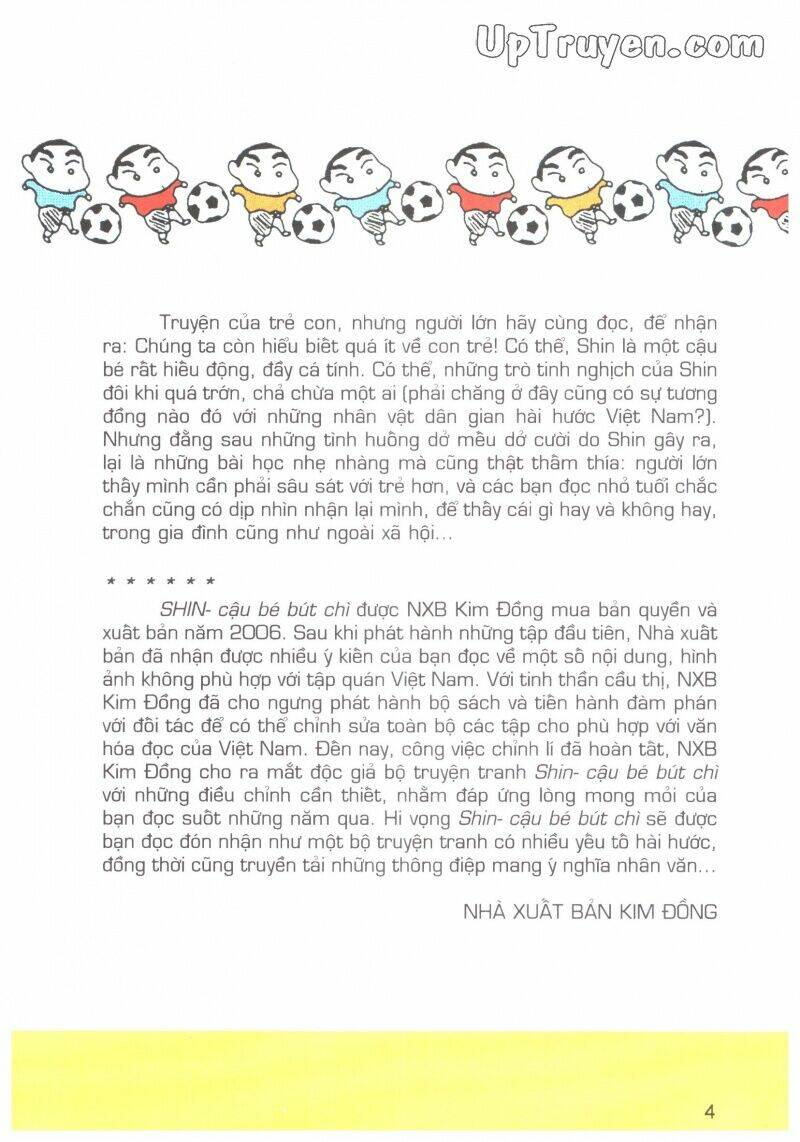 UpTruyen.com
Truyện của trẻ con, nhưng người lớn hãy cùng đọc, để nhận
ra: Chúng ta còn hiểu biết quá ít về con trẻ! Có thể, Shin là một cậu
bé rất hiều động, đầy cá tính. Có thể, những trò tinh nghịch của Shin
đôi khi quá trớn, chả chừa một ai (phải chăng ở đây cũng có sự tương
đồng nào đó với những nhân vật dân gian hài hước Việt Nam?).
Nhưng đằng sau những tình huống dở mếu dở cười do Shin gây ra,
lại là những bài học nhẹ nhàng mà cũng thật thấm thía: người lớn
thấy mình cần phải sâu sát với trẻ hơn, và các bạn đọc nhỏ tuổi chắc
chắn cũng có dịp nhìn nhận lại mình, để thấy cái gì hay và không hay,
trong gia đình cũng như ngoài xã hội...
* * * * * *
SHIN- cậu bé bút chì được NXB Kim Đồng mua bản quyền và
xuất bản năm 2006. Sau khi phát hành những tập đầu tiên, Nhà xuất
bản đã nhận được nhiều ý kiến của bạn đọc về một số nội dung, hình
ảnh không phù hợp với tập quán Việt Nam. Với tinh thần cầu thị, NXB
Kim Đồng đã cho ngưng phát hành bộ sách và tiến hành đàm phán
với đối tác để có thể chỉnh sửa toàn bộ các tập cho phù hợp với văn
hóa đọc của Việt Nam. Đến nay, công việc chỉnh lí đã hoàn tất, NXB
Kim Đồng cho ra mắt độc giả bộ truyện tranh Shin- cậu bé bút chì
với những điều chỉnh cần thiết, nhằm đáp ứng lòng mong mỏi của
bạn đọc suốt những năm qua. Hi vọng Shin- cậu bé bút chì sẽ được
bạn đọc đón nhận như một bộ truyện tranh có nhiều yếu tố hài hước,
đồng thời cũng truyền tải những thông điệp mang ý nghĩa nhân văn...
NHÀ XUẤT BẢN KIM ĐỒNG
4